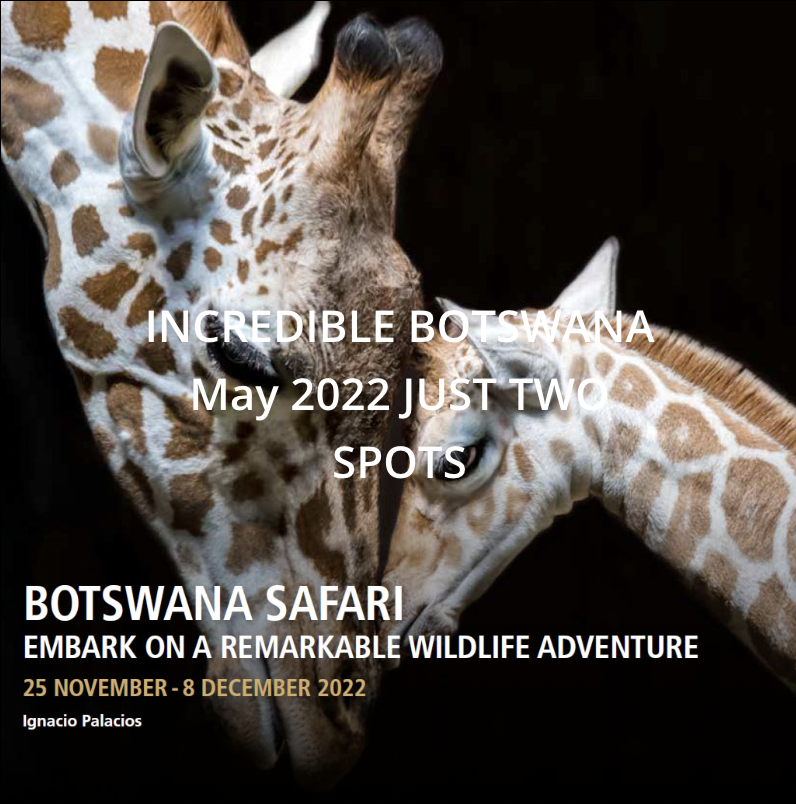 INCREDIBLE BOTSWANA
May 2022 JUST TWO
SPOTS
BOTSWANA SAFARI
EMBARK ON A REMARKABLE WILDLIFE ADVENTURE
25 NOVEMBER - 8 DECEMBER 2022
Ignacio Palacios